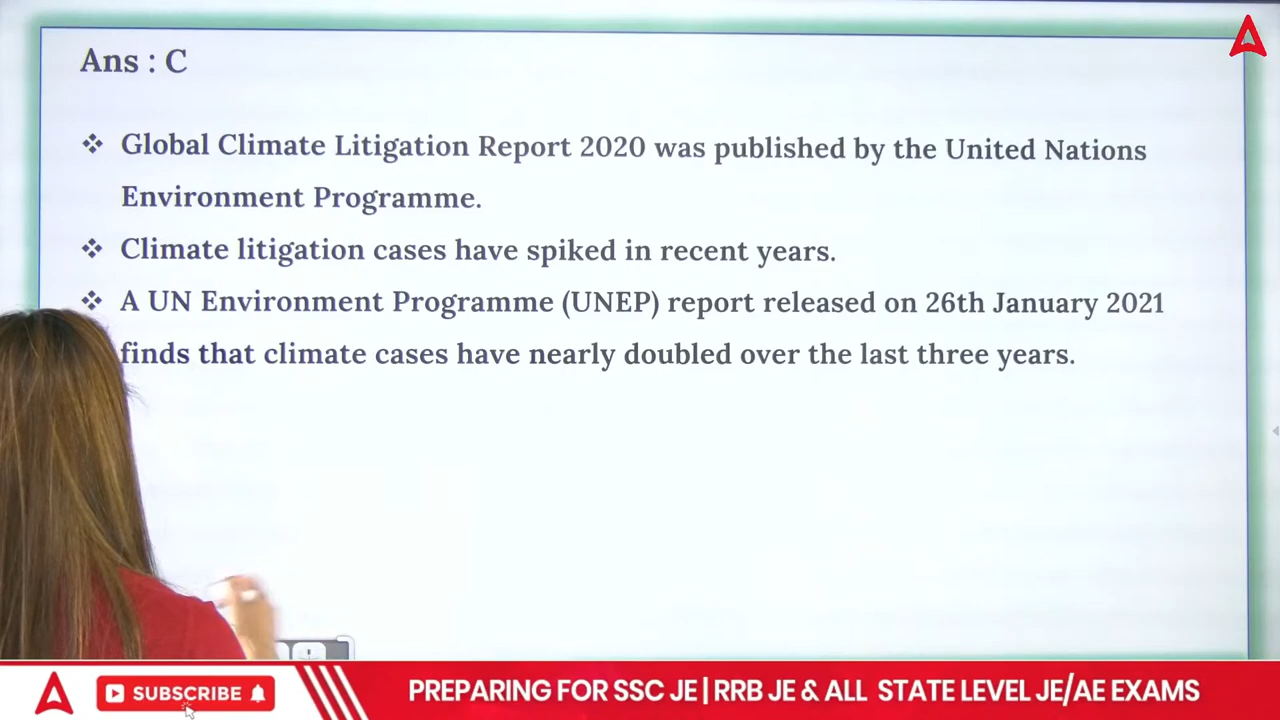 Ans : C
❖ Global Climate Litigation Report 2020 was published by the United Nations
Environment Programme.
❖ Climate litigation cases have spiked in recent years.
❖ A UN Environment Programme (UNEP) report released on 26th January 2021
finds that climate cases have nearly doubled over the last three years.
SUBSCRIBE
PREPARING FOR SSC JE | RRB JE & ALL STATE LEVEL JE/AE EXAMS